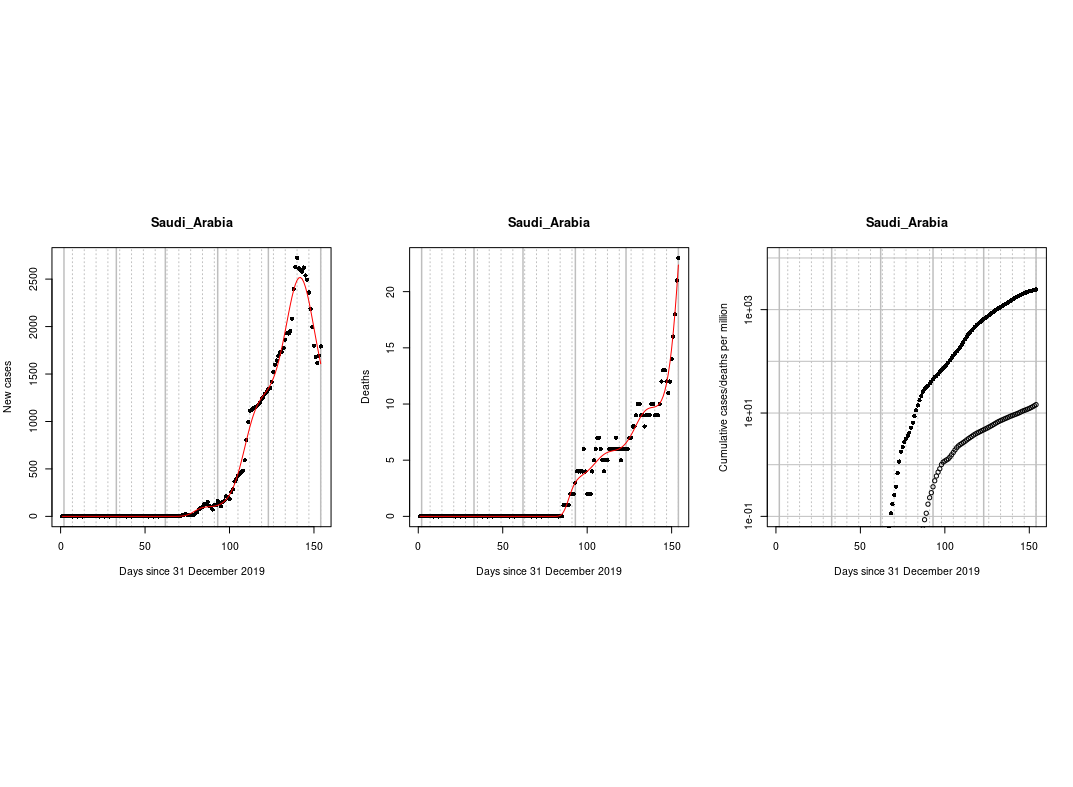 Saudi_Arabia
New cases
0
500
1000
1500
2000
2500
0
50
100
150
Days since 31 December 2019
Saudi_Arabia
Deaths
0
5
10
15
20
0
50
100
150
Days since 31 December 2019
Saudi_Arabia
Cumulative cases/deaths per million
1e-01
1e+01
1e+03
0
50
100
150
Days since 31 December 2019